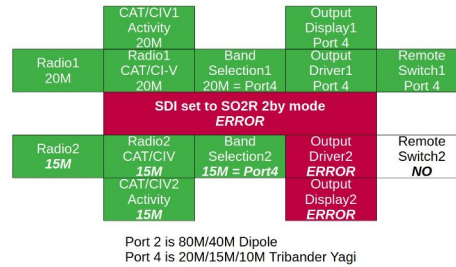 CAT/CIV1
Activity
20M
Output
Display1
Port 4
Radio1
20M
Radio1
CAT/CI-V
20M
Band
Selection1
20M = Port4
Output
Driver1
Port 4
Remote
Switch1
Port 4
SDI set to SO2R 2by mode
ERROR
Radio2
15M
Radio2
CAT/CIV
15M
Band
Selection2
15M = Port4
Output
Driver2
ERROR
Remote
Switch2
NO
CAT/CIV2
Activity
15M
Output
Display2
ERROR
Port 2 is 80M/40M Dipole
Port 4 is 20M/15M/10M Tribander Yagi